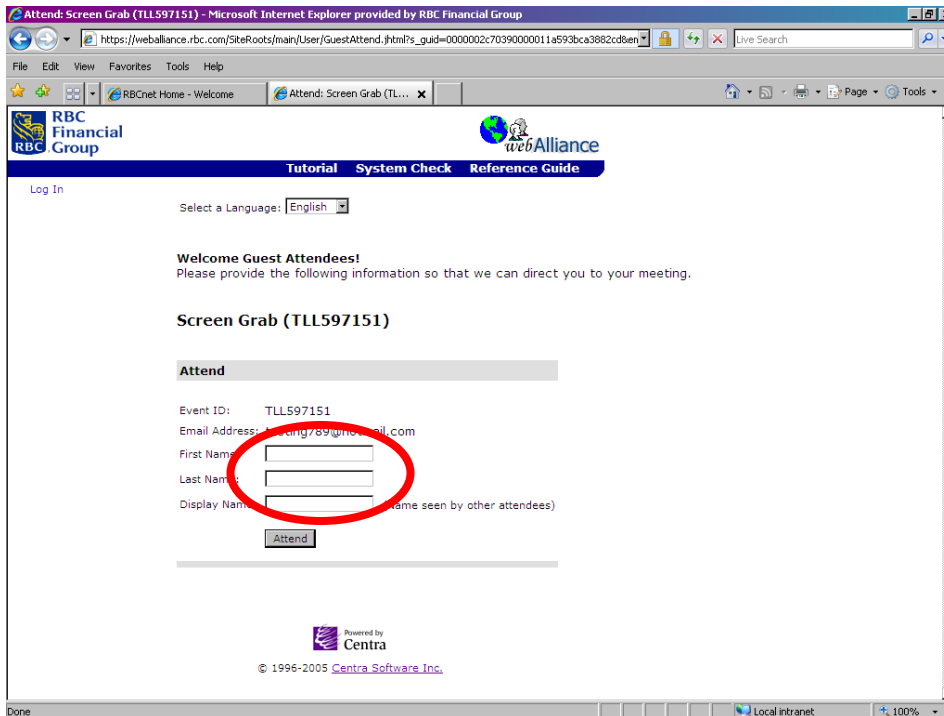 Attend: Screen Grab (TLL597151) - Microsoft Internet Explorer provided by RBC Financial Group
https://weballiance.rbc.com/SiteRoots/main/User/GuestAttend.jhtml?s_guid=0000002c70390000011a593bca3882cd8en
Live Search
File Edit View Favorites Tools Help
RBCnet Home - Welcome
Attend: Screen Grab (TL...
Page Tools
RBC
Financial
Group
RBC
webAlliance
Tutorial System Check Reference Guide
Log In
Select a Language: English
Welcome Guest Attendees!
Please provide the following information so that we can direct you to your meeting.
Screen Grab (TLL597151)
Attend
Event ID: TLL597151
Email Address: testing789@hotmail.com
First Name
Last Name:
Display Name (Name seen by other attendees)
Attend
Powered by
Centra
© 1996-2005 Centra Software Inc.
Done
Local intranet
100%